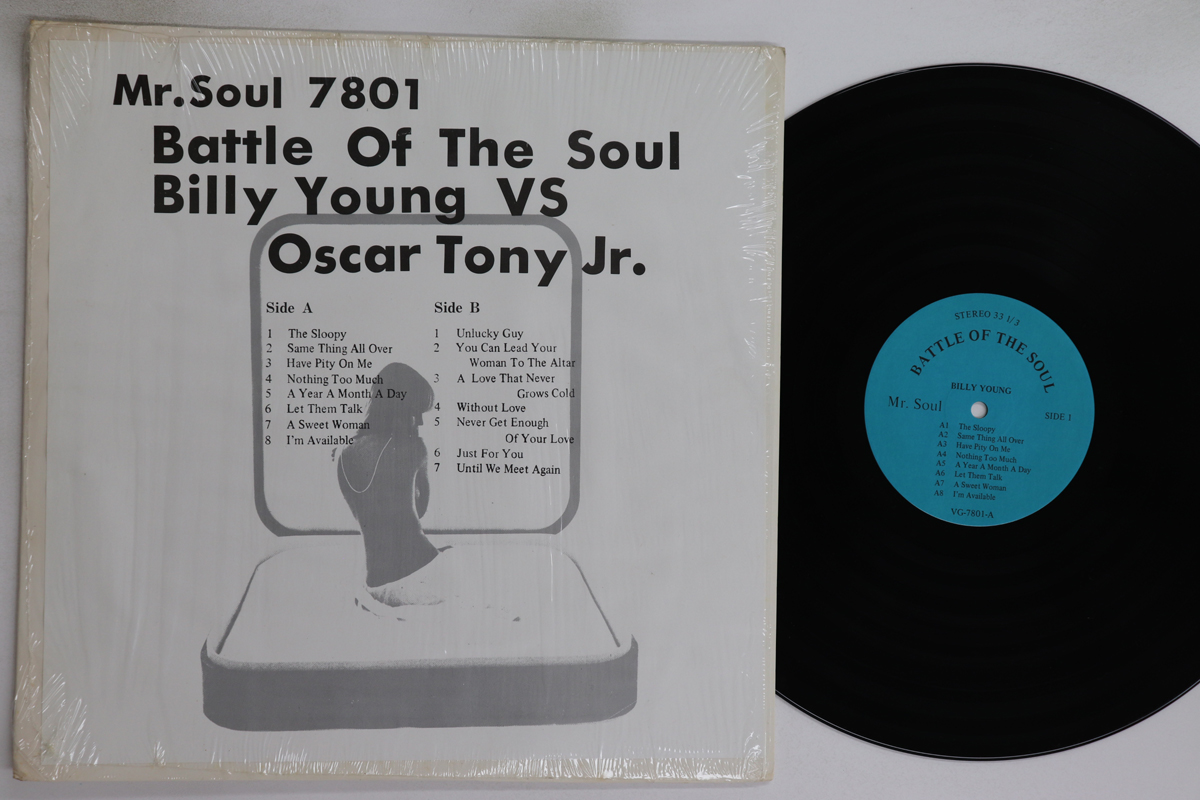 Mr.Soul 7801
Battle Of The Soul
Billy Young VS
Oscar Tony Jr.
Side A
1 The Sloopy
2 Same Thing All Over
3 Have Pity On Me
4 Nothing Too Much
5 A Year A Month A Day
6 Let Them Talk
7 A Sweet Woman
8 I'm Available
Side B
1 Unlucky Guy
2 You Can Lead Your
Woman To The Altar
3 A Love That Never
Grows Cold
4 Without Love
5 Never Get Enough
Of Your Love
6 Just For You
7 Until We Meet Again
STEREO 33 1/3
BATTLE OF THE SOUL
BILLY YOUNG
Mr. Soul
SIDE 1
A1 The Sloopy
A2 Same Thing All Over
A3 Have Pity On Me
A4 Nothing Too Much
A5 A Year A Month A Day
A6 Let Them Talk
A7 A Sweet Woman
A8 I'm Available
VG-7801-A